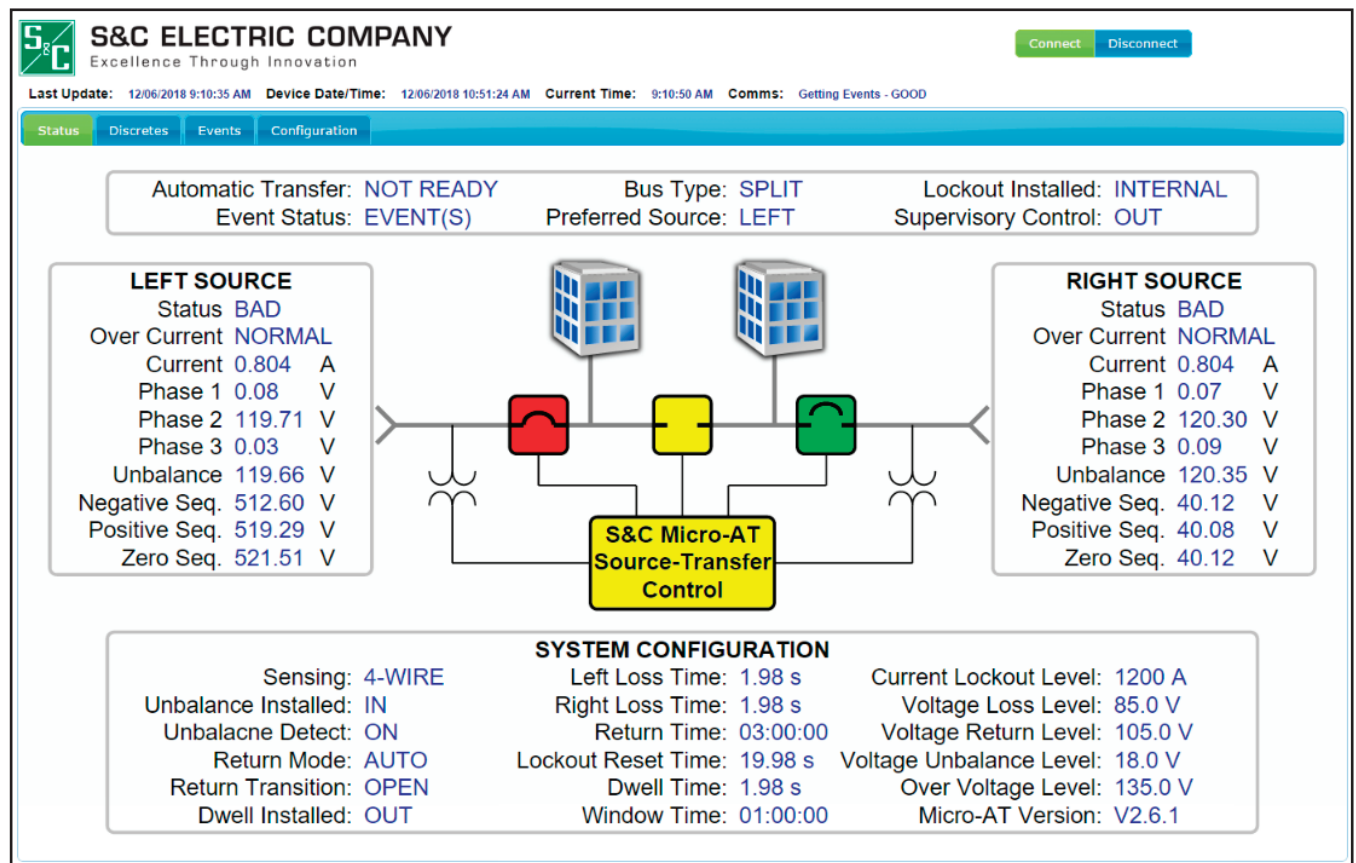 S&C
S&C ELECTRIC COMPANY
Excellence Through Innovation
Connect Disconnect
Last Update: 12/06/2018 9:10:35 AM Device Date/Time: 12/06/2018 10:51:24 AM Current Time: 9:10:50 AM Comms: Getting Events - GOOD
Status Discretes Events Configuration
Automatic Transfer: NOT READY Bus Type: SPLIT Lockout Installed: INTERNAL
Event Status: EVENT(S) Preferred Source: LEFT Supervisory Control: OUT
LEFT SOURCE
Status BAD
Over Current NORMAL
Current 0.804 A
Phase 1 0.08 V
Phase 2 119.71 V
Phase 3 0.03 V
Unbalance 119.66 V
Negative Seq. 512.60 V
Positive Seq. 519.29 V
Zero Seq. 521.51 V
S&C Micro-AT
Source-Transfer
Control
RIGHT SOURCE
Status BAD
Over Current NORMAL
Current 0.804 A
Phase 1 0.07 V
Phase 2 120.30 V
Phase 3 0.09 V
Unbalance 120.35 V
Negative Seq. 40.12 V
Positive Seq. 40.08 V
Zero Seq. 40.12 V
SYSTEM CONFIGURATION
Sensing: 4-WIRE Left Loss Time: 1.98 s Current Lockout Level: 1200 A
Unbalance Installed: IN Right Loss Time: 1.98 s Voltage Loss Level: 85.0 V
Unbalacne Detect: ON Return Time: 03:00:00 Voltage Return Level: 105.0 V
Return Mode: AUTO Lockout Reset Time: 19.98 s Voltage Unbalance Level: 18.0 V
Return Transition: OPEN Dwell Time: 1.98 s Over Voltage Level: 135.0 V
Dwell Installed: OUT Window Time: 01:00:00 Micro-AT Version: V2.6.1